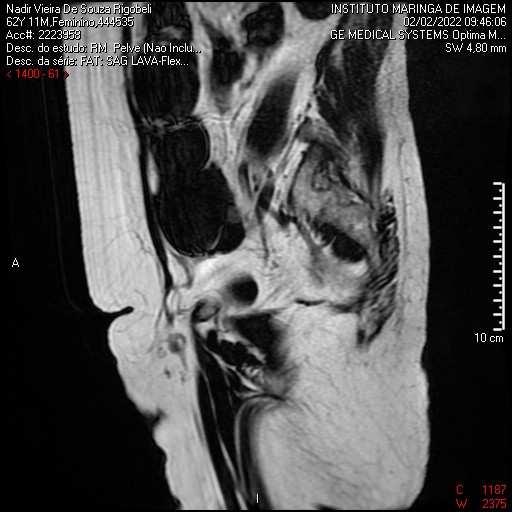 Nadir Vieira De Souza Rigobeli
62Y 11M,Feminino,444535
Acc#: 2223953
Desc. do estudo: RM Pelve (Nao Inclu...
Desc. da série: FAT: SAG LAVA-Flex...
< 1400 - 61 >
INSTITUTO MARINGA DE IMAGEM
02/02/2022 09:46:06
GE MEDICAL SYSTEMS Optima M...
SW 4,80 mm
A
10 cm
I
C 1187
W 2375